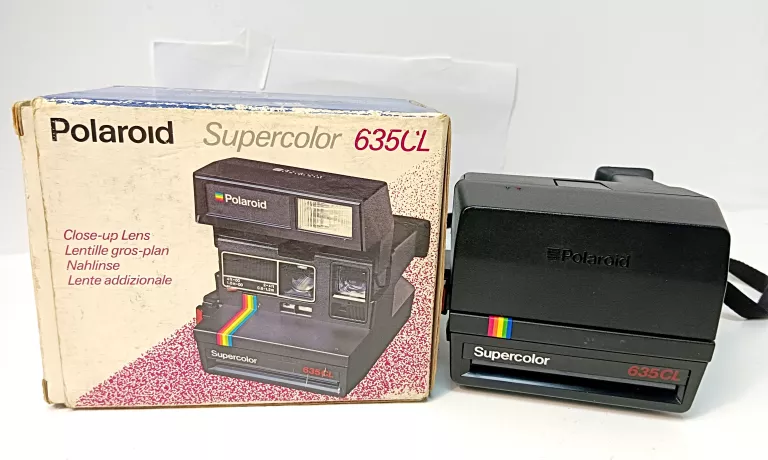 Polaroid Supercolor 635CL
Close-up Lens
Lentille gros-plan
Nahlinse
Lente addizionale
Polaroid
Supercolor
635CL
Polaroid
Supercolor
635CL